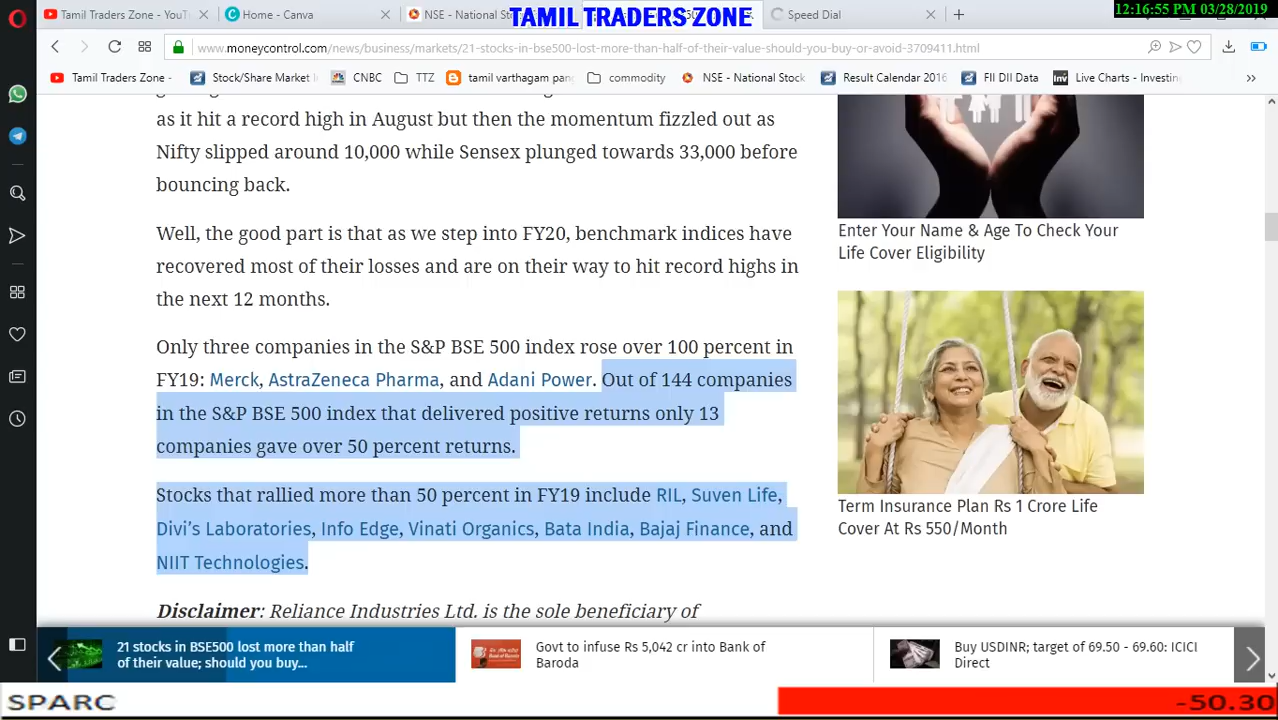 Tamil Traders Zone - YouT
Home - Canva
NSE - National St
TAMIL TRADERS ZONE
Speed Dial
12:16:55 PM 03/28/2019
www.moneycontrol.com/news/business/markets/21-stocks-in-bse500-lost-more-than-half-of-their-value-should-you-buy-or-avoid-3709411.html
Tamil Traders Zone -
Stock/Share Market I
CNBC
TTZ
tamil varthagam pan
commodity
NSE - National Stock
Result Calendar 2016
FII DII Data
Live Charts - Investin
as it hit a record high in August but then the momentum fizzled out as
Nifty slipped around 10,000 while Sensex plunged towards 33,000 before
bouncing back.
Well, the good part is that as we step into FY20, benchmark indices have
recovered most of their losses and are on their way to hit record highs in
the next 12 months.
Only three companies in the S&P BSE 500 index rose over 100 percent in
FY19: Merck, AstraZeneca Pharma, and Adani Power. Out of 144 companies
in the S&P BSE 500 index that delivered positive returns only 13
companies gave over 50 percent returns.
Stocks that rallied more than 50 percent in FY19 include RIL, Suven Life,
Divi’s Laboratories, Info Edge, Vinati Organics, Bata India, Bajaj Finance, and
NIIT Technologies.
Disclaimer: Reliance Industries Ltd. is the sole beneficiary of
Enter Your Name & Age To Check Your
Life Cover Eligibility
Term Insurance Plan Rs 1 Crore Life
Cover At Rs 550/Month
21 stocks in BSE500 lost more than half
of their value; should you buy...
Govt to infuse Rs 5,042 cr into Bank of
Baroda
Buy USDINR; target of 69.50 - 69.60: ICICI
Direct
SPARC
-50.30